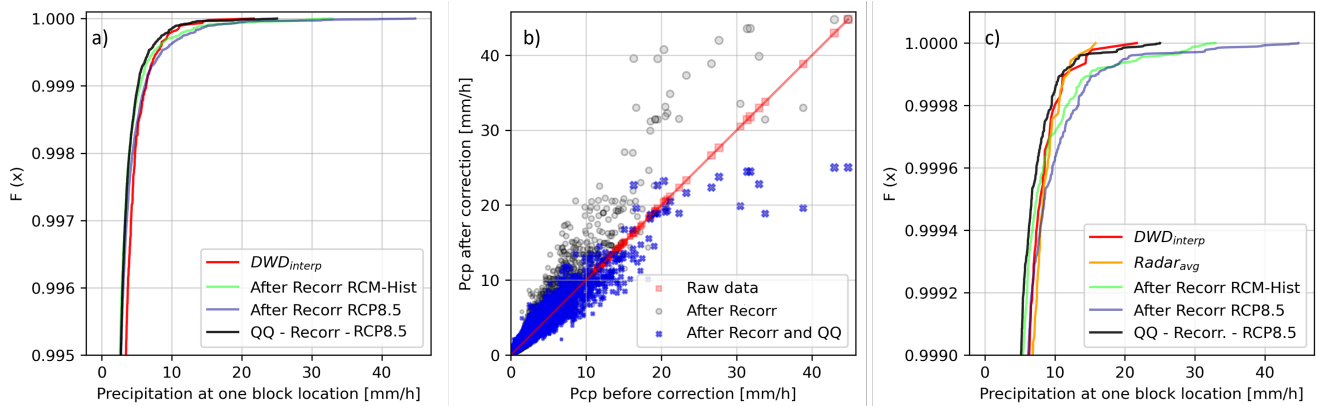 a)
1.000
0.999
0.998
0.997
0.996
0.995
F (x)
DWD_interp
After Recorr RCM-Hist
After Recorr RCP8.5
QQ - Recorr - RCP8.5
0 10 20 30 40
Precipitation at one block location [mm/h]
b)
40
30
20
10
0
Pcp after correction [mm/h]
Raw data
After Recorr
After Recorr and QQ
0 10 20 30 40
Pcp before correction [mm/h]
c)
1.0000
0.9998
0.9996
0.9994
0.9992
0.9990
F (x)
DWD_interp
Radar_avg
After Recorr RCM-Hist
After Recorr RCP8.5
QQ - Recorr. - RCP8.5
0 10 20 30 40
Precipitation at one block location [mm/h]